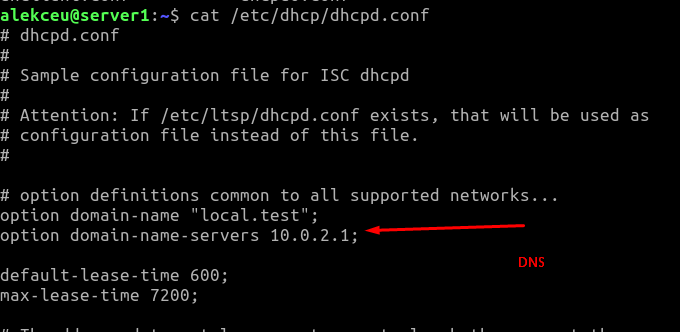 alekceu@server1:~$ cat /etc/dhcp/dhcpd.conf
# dhcpd.conf
#
# Sample configuration file for ISC dhcpd
#
# Attention: If /etc/ltsp/dhcpd.conf exists, that will be used as
# configuration file instead of this file.
#
# option definitions common to all supported networks...
option domain-name "local.test";
option domain-name-servers 10.0.2.1;
DNS
default-lease-time 600;
max-lease-time 7200;